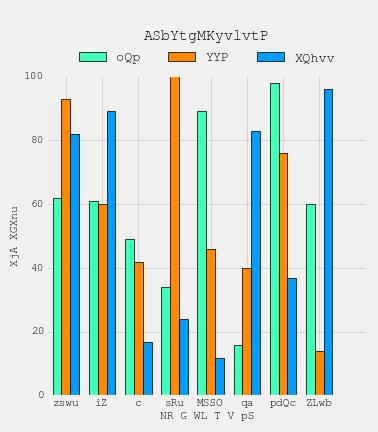 ASbYtgMKyvlvtP
oQp YYP XQhvv
100
80
60
40
20
0
XjA XGXnu
zswu iZ c sRu MSSO qa pdQc ZLwb
NR G WL T V pS